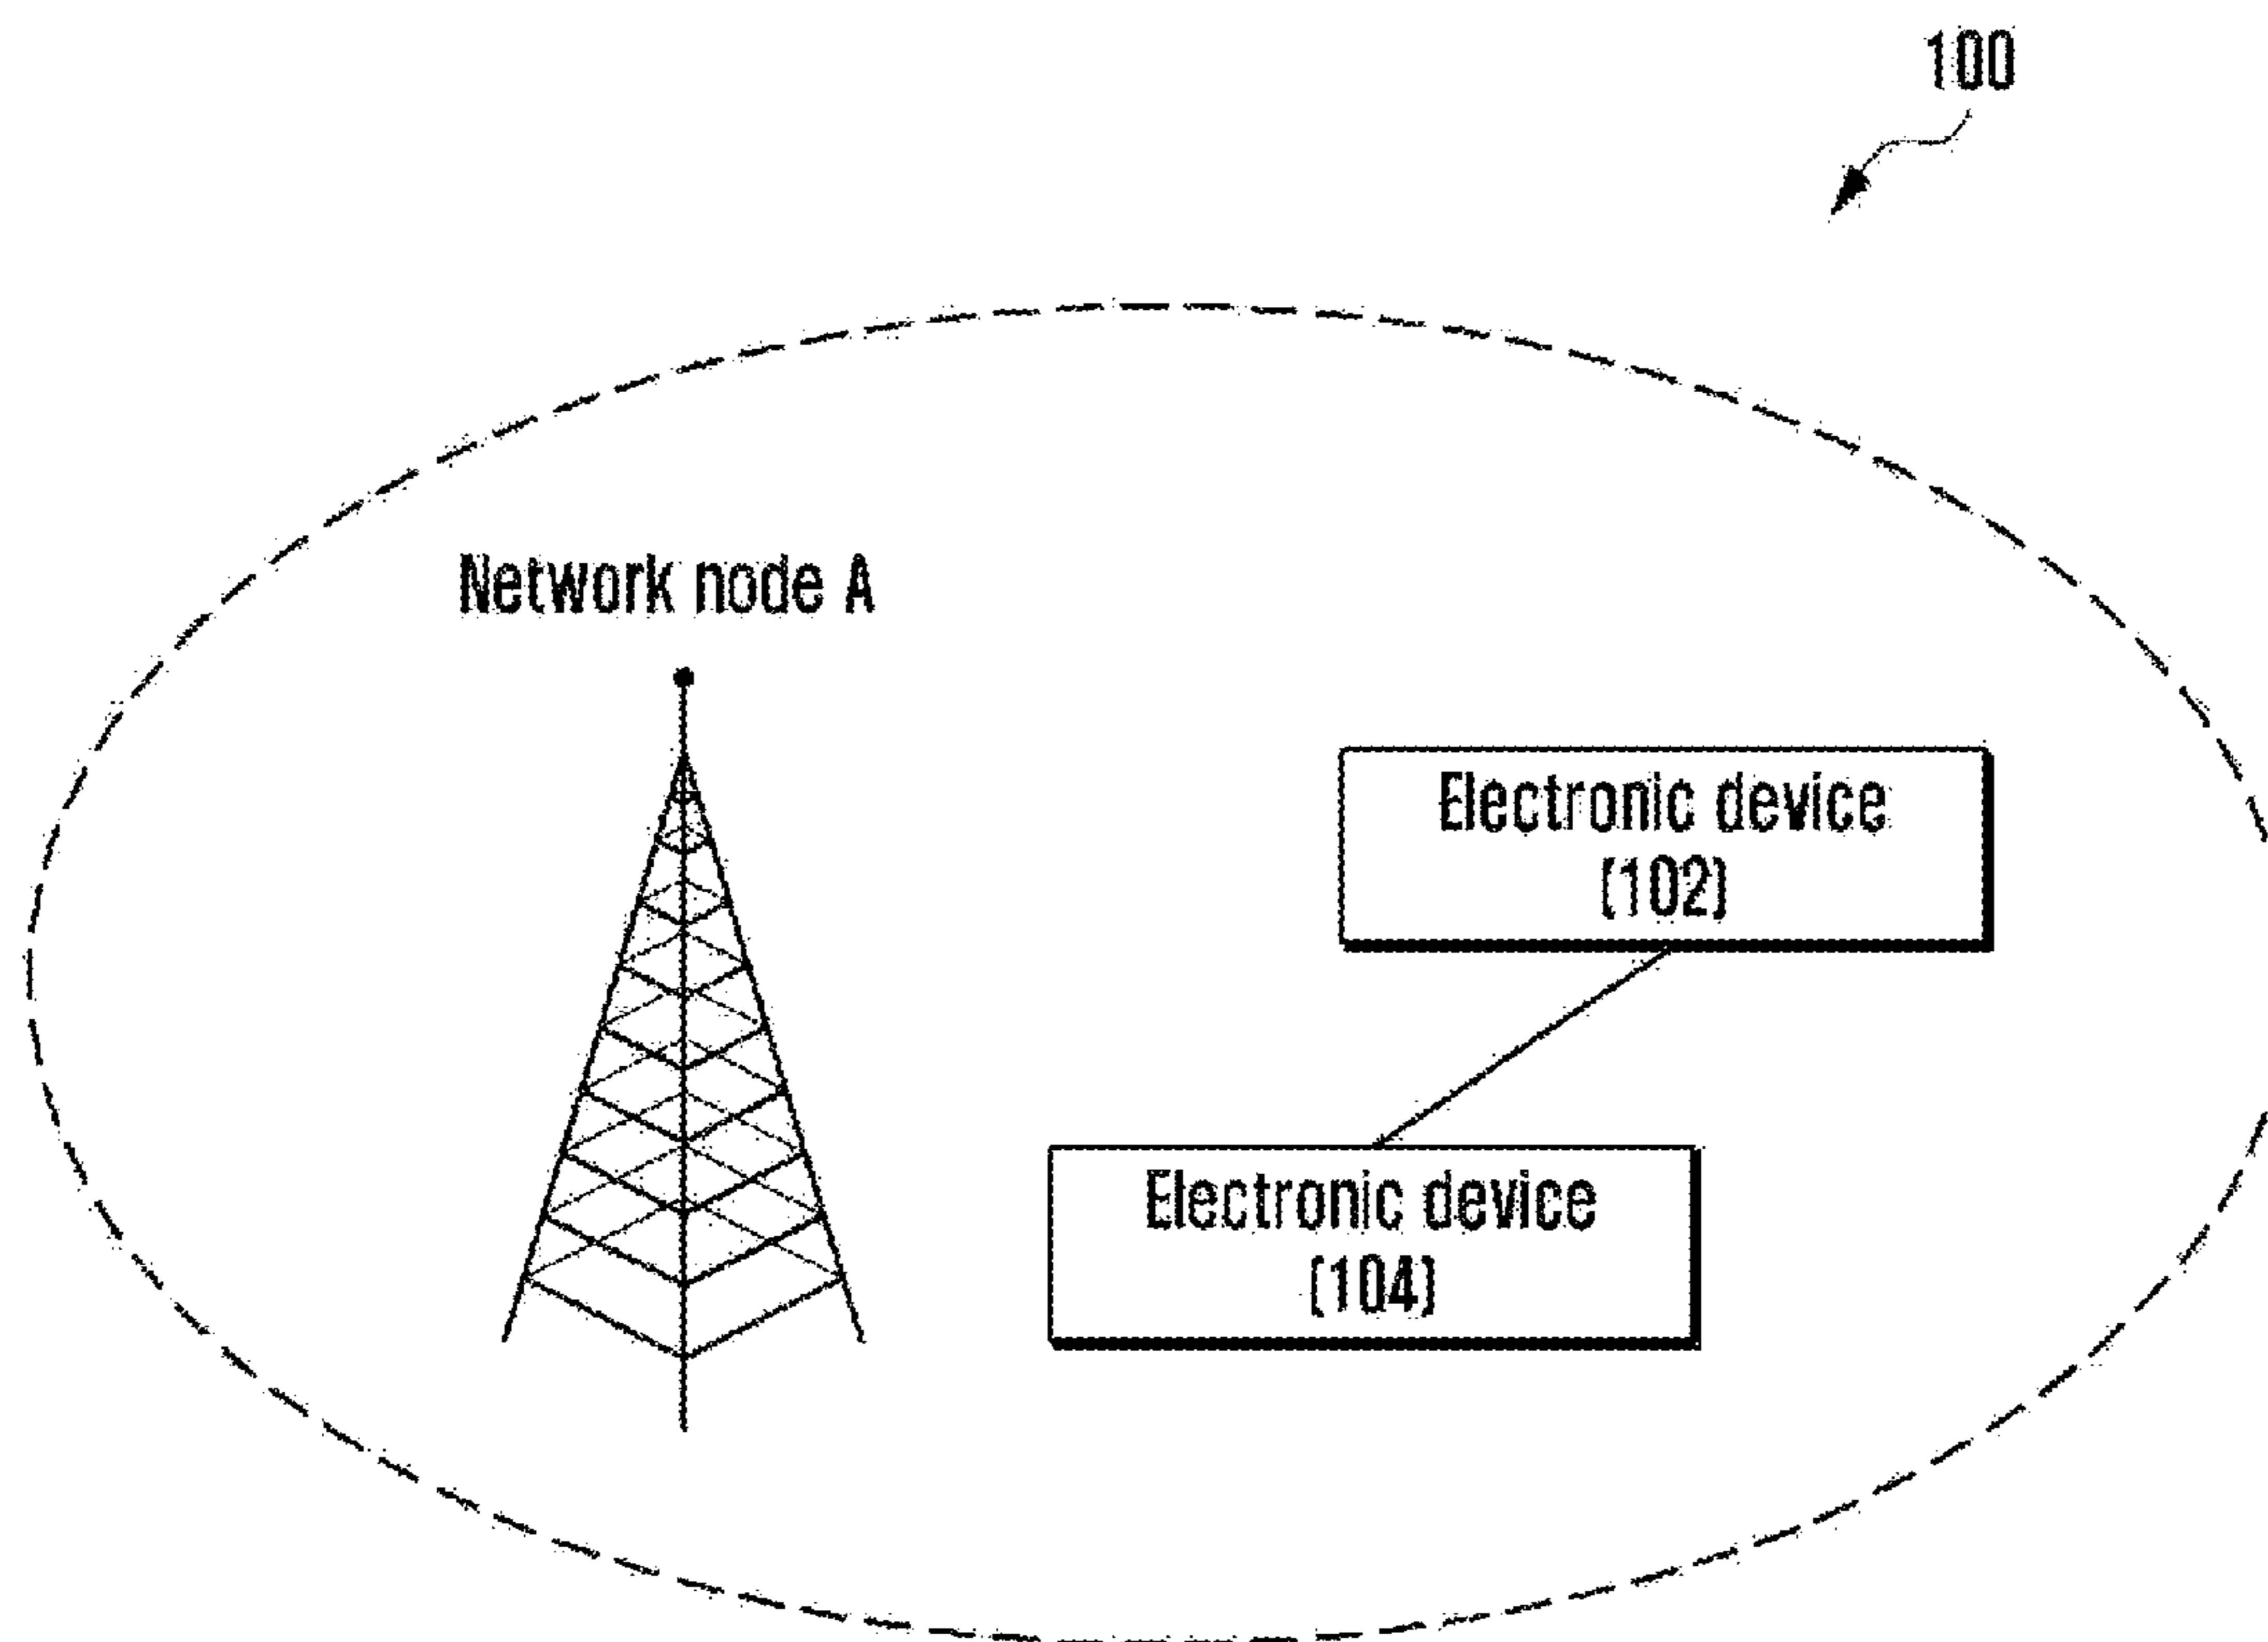 100
Network node A
Electronic device
(102)
Electronic device
(104)